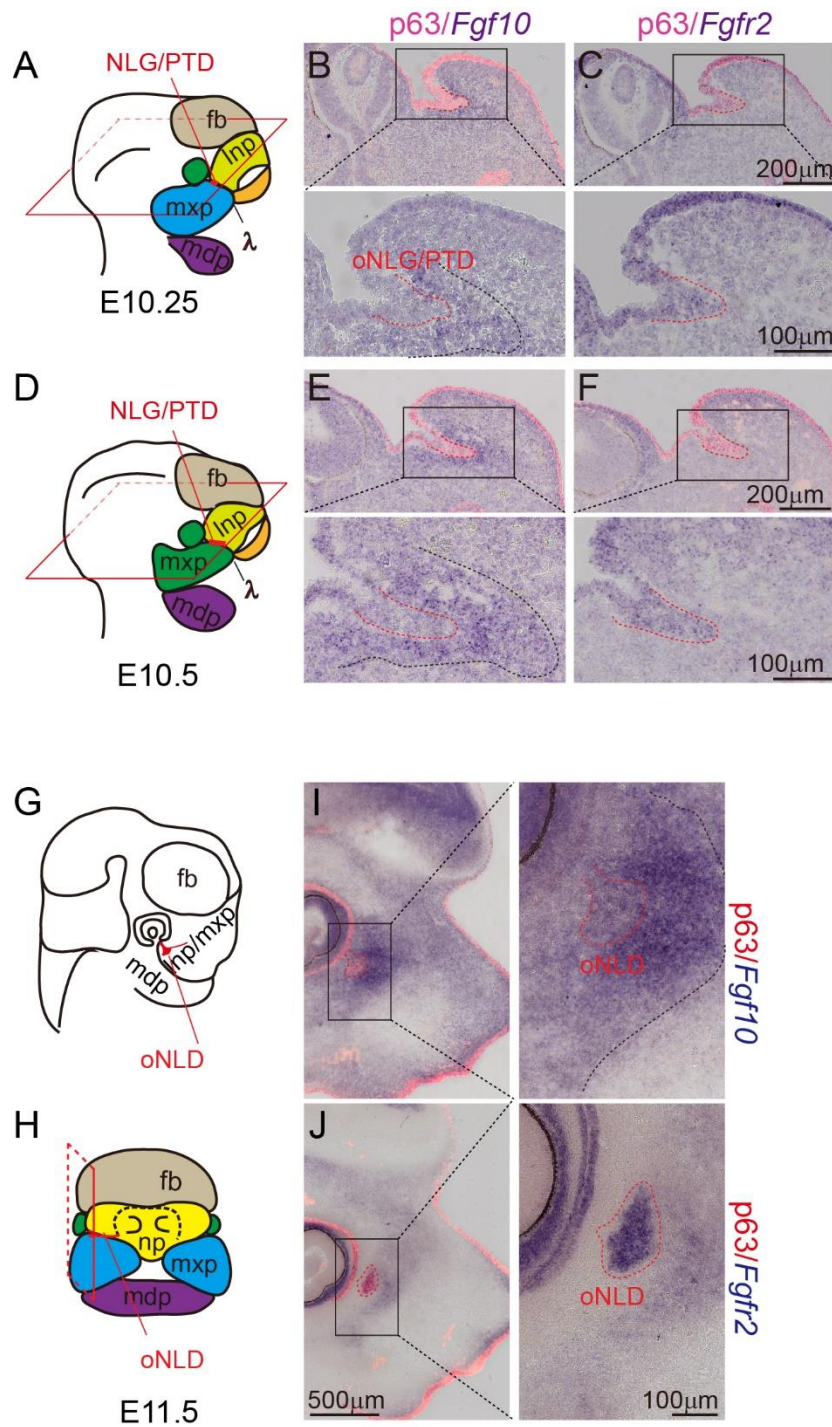 p63/Fgf10
p63/Fgfr2
A
NLG/PTD
fb
lnp
mxp
λ
mdp
E10.25
B
C
200μm
oNLG/PTD
100μm
D
NLG/PTD
fb
lnp
mxp
λ
mdp
E10.5
E
F
200μm
100μm
G
fb
lnp/mxp
mdp
oNLD
I
oNLD
p63/Fgf10
H
fb
np
mxp
mdp
oNLD
E11.5
J
500μm
oNLD
100μm
p63/Fgfr2